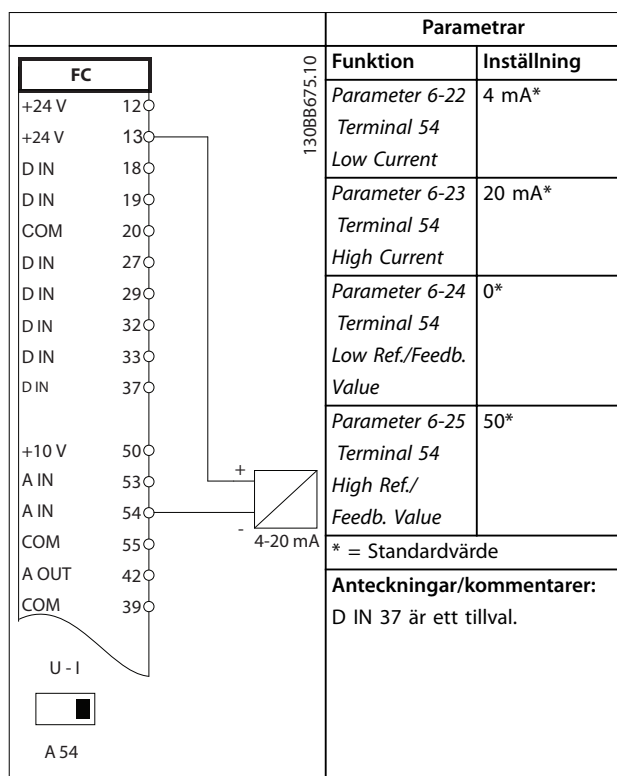 Parametrar
FC
+24 V 12
+24 V 13
D IN 18
D IN 19
COM 20
D IN 27
D IN 29
D IN 32
D IN 33
D IN 37
+10 V 50
A IN 53
A IN 54
COM 55
A OUT 42
COM 39
+
-
4-20 mA
U - I
A 54
130BB675.10
Funktion Inställning
Parameter 6-22 4 mA*
Terminal 54
Low Current
Parameter 6-23 20 mA*
Terminal 54
High Current
Parameter 6-24 0*
Terminal 54
Low Ref./Feedb.
Value
Parameter 6-25 50*
Terminal 54
High Ref./
Feedb. Value
* = Standardvärde
Anteckningar/kommentarer:
D IN 37 är ett tillval.